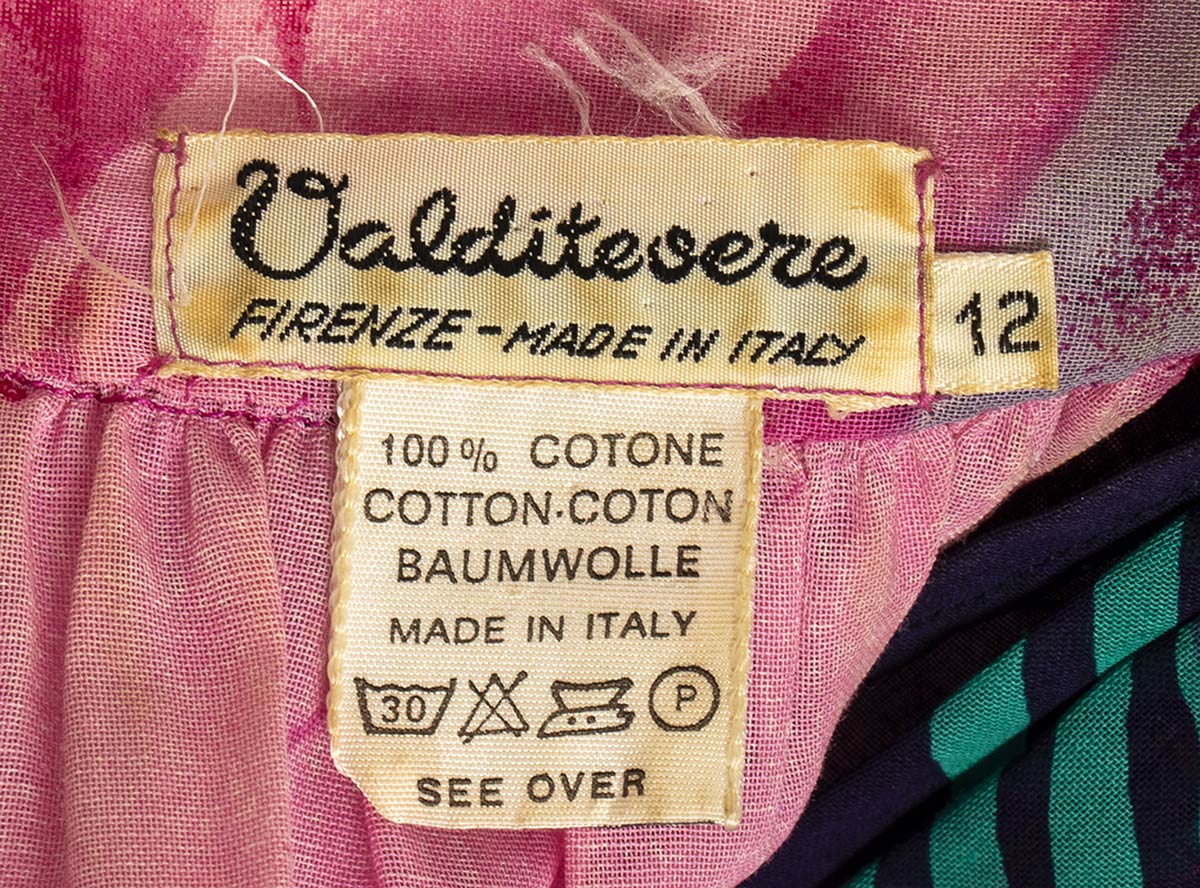 Valditevere
FIRENZE - MADE IN ITALY
12
100% COTONE
COTTON·COTON
BAUMWOLLE
MADE IN ITALY
30 P
SEE OVER